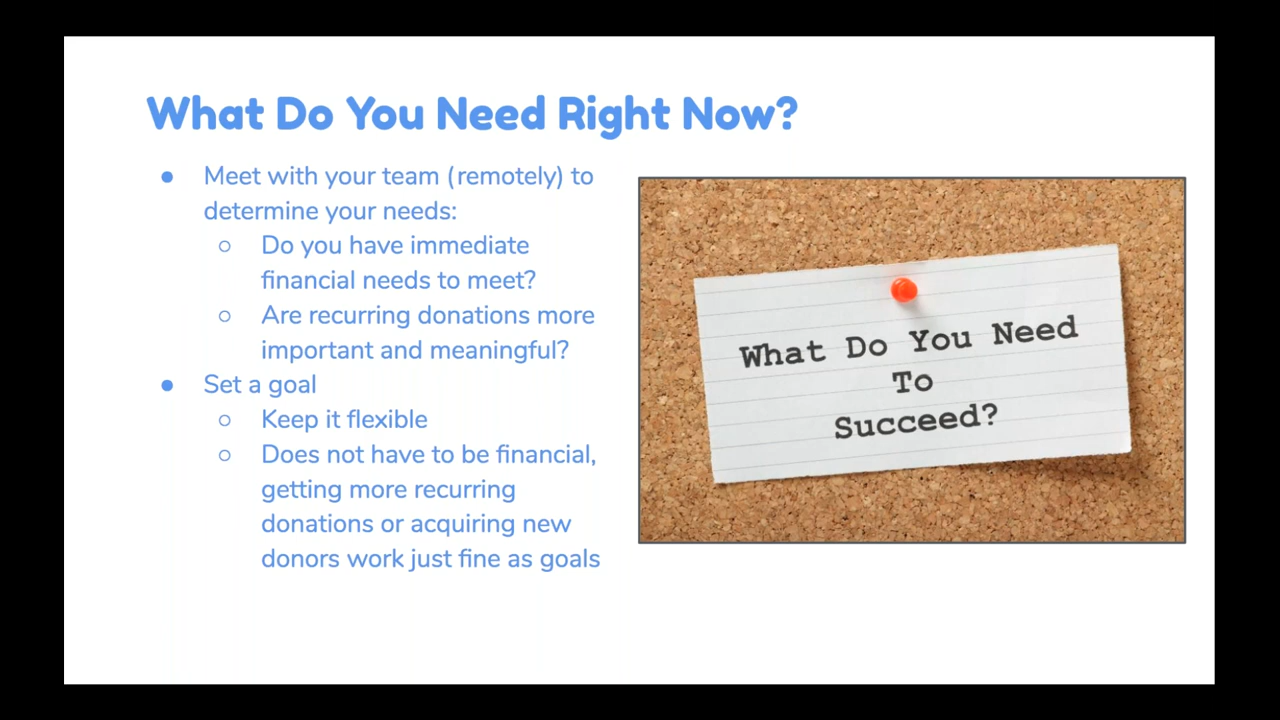 What Do You Need Right Now?
● Meet with your team (remotely) to
determine your needs:
○ Do you have immediate
financial needs to meet?
○ Are recurring donations more
important and meaningful?
● Set a goal
○ Keep it flexible
○ Does not have to be financial,
getting more recurring
donations or acquiring new
donors work just fine as goals
What Do You Need
To
Succeed?